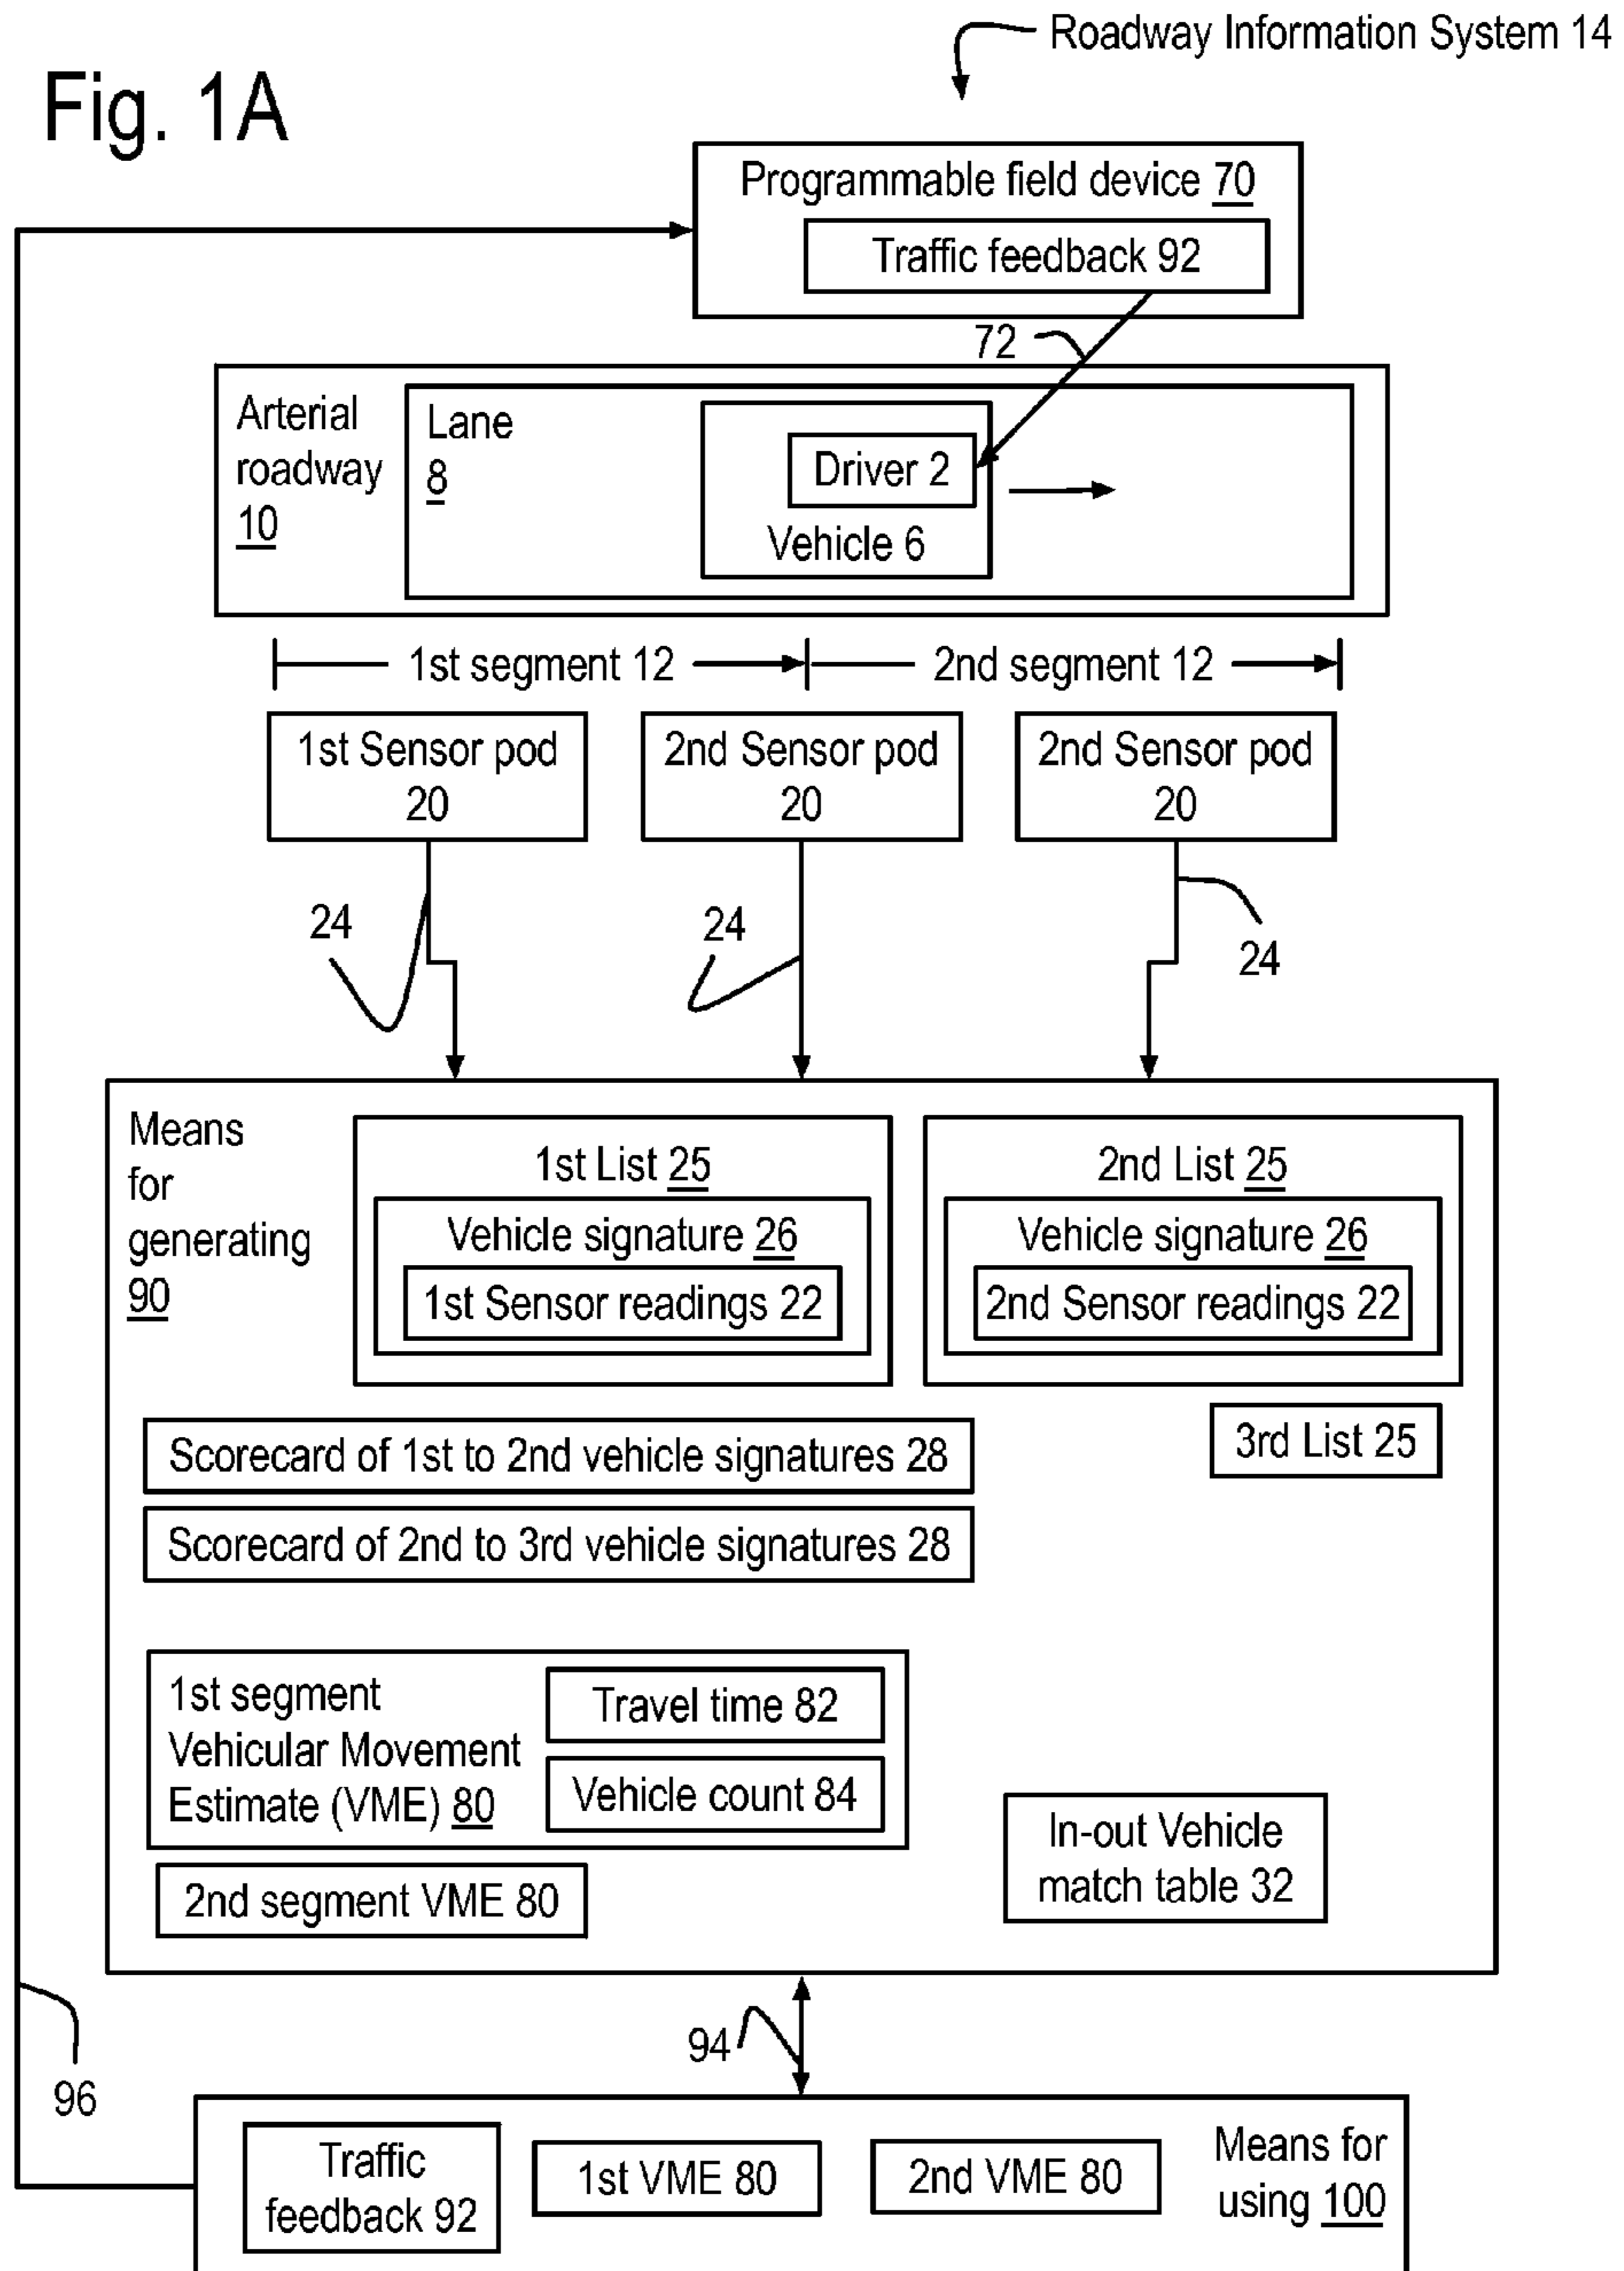 Roadway Information System 14
Fig. 1A
Programmable field device 70
Traffic feedback 92
72
Arterial
roadway
10
Lane
8
Driver 2
Vehicle 6
1st segment 12
2nd segment 12
1st Sensor pod
20
2nd Sensor pod
20
2nd Sensor pod
20
24
24
24
Means
for
generating
90
1st List 25
Vehicle signature 26
1st Sensor readings 22
2nd List 25
Vehicle signature 26
2nd Sensor readings 22
3rd List 25
Scorecard of 1st to 2nd vehicle signatures 28
Scorecard of 2nd to 3rd vehicle signatures 28
1st segment
Vehicular Movement
Estimate (VME) 80
Travel time 82
Vehicle count 84
2nd segment VME 80
In-out Vehicle
match table 32
94
96
Traffic
feedback 92
1st VME 80
2nd VME 80
Means for
using 100